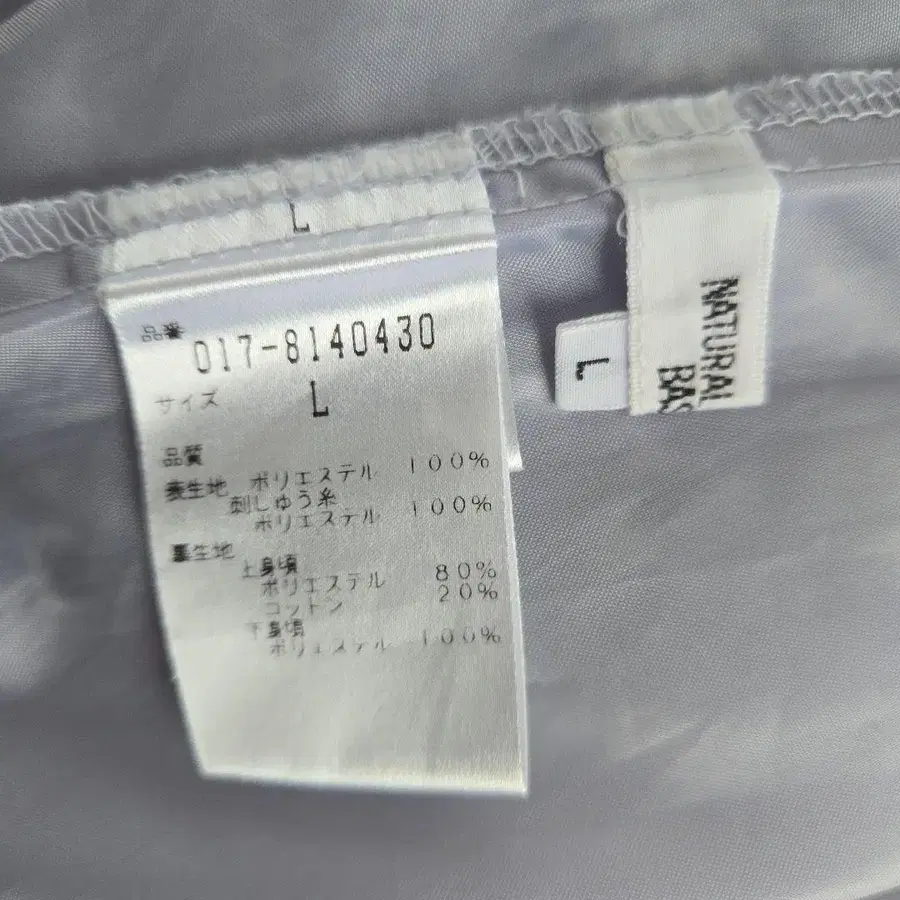 L
品番
017-8140430
サイズ L
品質
表生地 ポリエステル 100%
刺しゅう糸
ポリエステル 100%
裏生地
上身頃
ポリエステル 80%
コットン 20%
下身頃
ポリエステル 100%
L
NATURAL
BAS